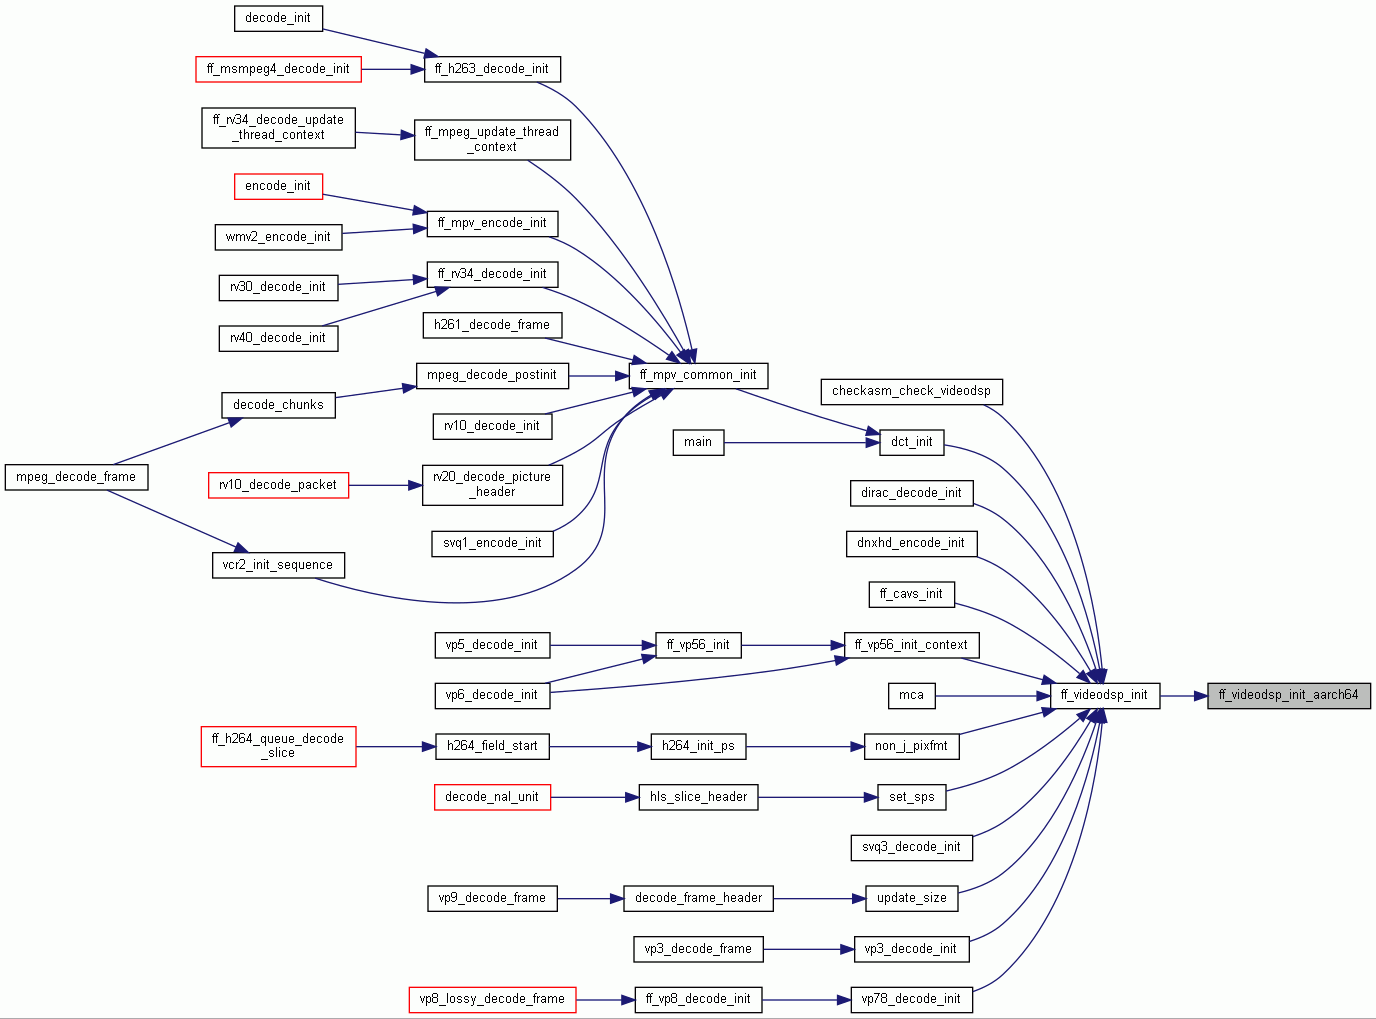 decode_init
ff_msmpeg4_decode_init
ff_h263_decode_init
ff_rv34_decode_update
_thread_context
ff_mpeg_update_thread
_context
encode_init
ff_mpv_encode_init
wmv2_encode_init
ff_rv34_decode_init
rv30_decode_init
rv40_decode_init
h261_decode_frame
mpeg_decode_postinit
ff_mpv_common_init
checkasm_check_videodsp
decode_chunks
rv10_decode_init
main
dct_init
mpeg_decode_frame
rv10_decode_packet
rv20_decode_picture
_header
dirac_decode_init
svq1_encode_init
dnxhd_encode_init
vcr2_init_sequence
ff_cavs_init
vp5_decode_init
ff_vp56_init
ff_vp56_init_context
vp6_decode_init
mca
ff_videodsp_init
ff_videodsp_init_aarch64
ff_h264_queue_decode
_slice
h264_field_start
h264_init_ps
non_j_pixfmt
decode_nal_unit
hls_slice_header
set_sps
svq3_decode_init
vp9_decode_frame
decode_frame_header
update_size
vp3_decode_frame
vp3_decode_init
vp8_lossy_decode_frame
ff_vp8_decode_init
vp78_decode_init